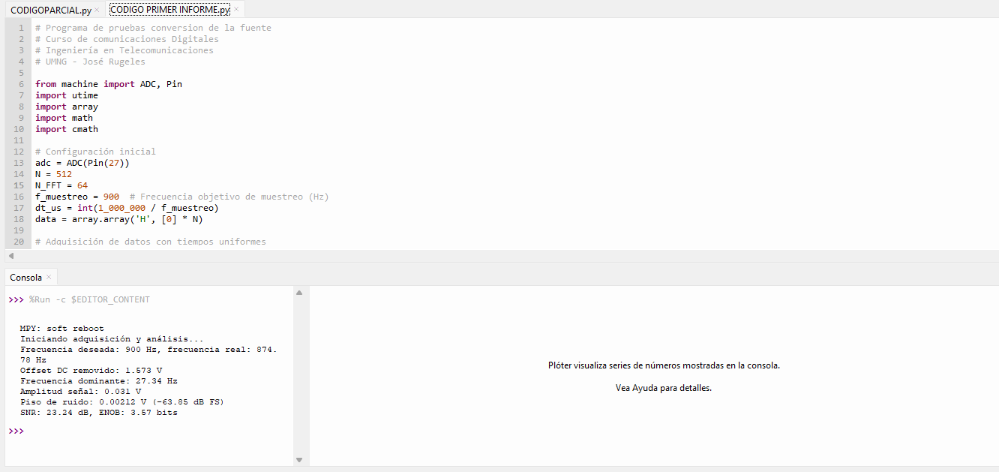 CODIGOPARCIAL.py × CODIGO PRIMER INFORME.py ×
1 # Programa de pruebas conversion de la fuente
2 # Curso de comunicaciones Digitales
3 # Ingeniería en Telecomunicaciones
4 # UMNG - José Rugeles
5
6 from machine import ADC, Pin
7 import utime
8 import array
9 import math
10 import cmath
11
12 # Configuración inicial
13 adc = ADC(Pin(27))
14 N = 512
15 N_FFT = 64
16 f_muestreo = 900  # Frecuencia objetivo de muestreo (Hz)
17 dt_us = int(1_000_000 / f_muestreo)
18 data = array.array('H', [0] * N)
19
20 # Adquisición de datos con tiempos uniformes
Consola ×
>>> %Run -c $EDITOR_CONTENT
MPY: soft reboot
Iniciando adquisición y análisis...
Frecuencia deseada: 900 Hz, frecuencia real: 874.
78 Hz
Offset DC removido: 1.573 V
Frecuencia dominante: 27.34 Hz
Amplitud señal: 0.031 V
Piso de ruido: 0.00212 V (-63.85 dB FS)
SNR: 23.24 dB, ENOB: 3.57 bits
>>>
Plóter visualiza series de números mostradas en la consola.
Vea Ayuda para detalles.